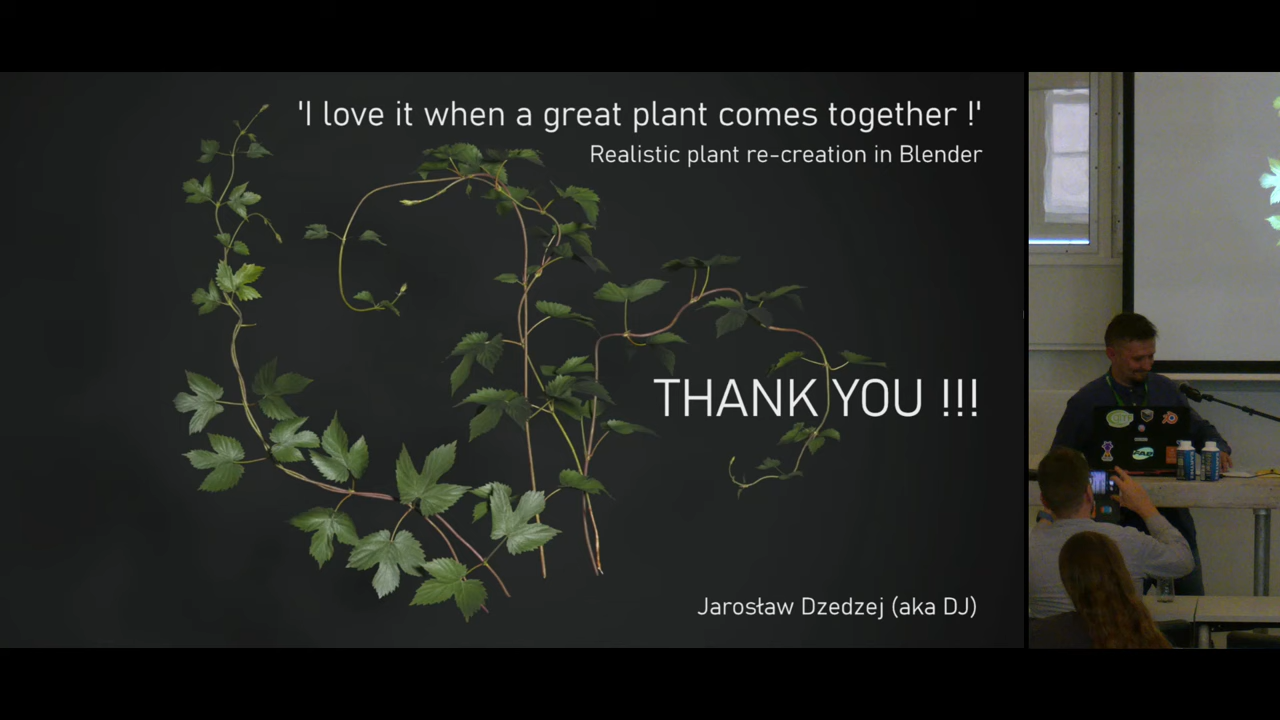 'I love it when a great plant comes together !'
Realistic plant re-creation in Blender
THANK YOU !!!
Jarosław Dzedzej (aka DJ)